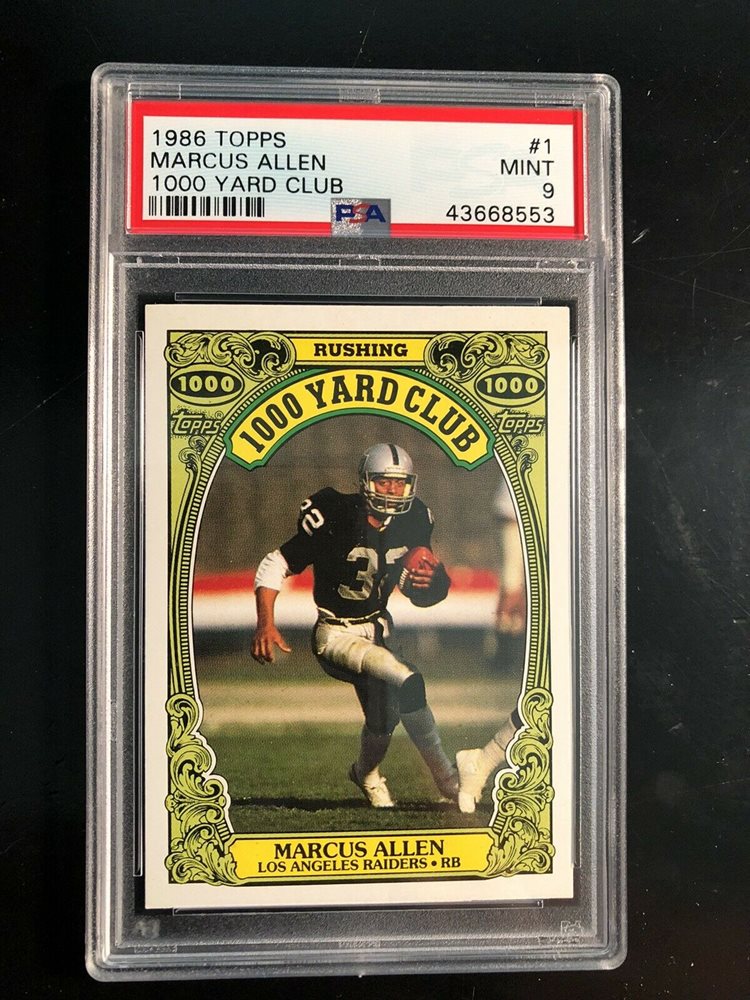 1986 TOPPS #1
MARCUS ALLEN MINT
1000 YARD CLUB 9
PSA 43668553
RUSHING
1000 1000
1000 YARD CLUB
topps® topps®
32
32
MARCUS ALLEN
LOS ANGELES RAIDERS • RB